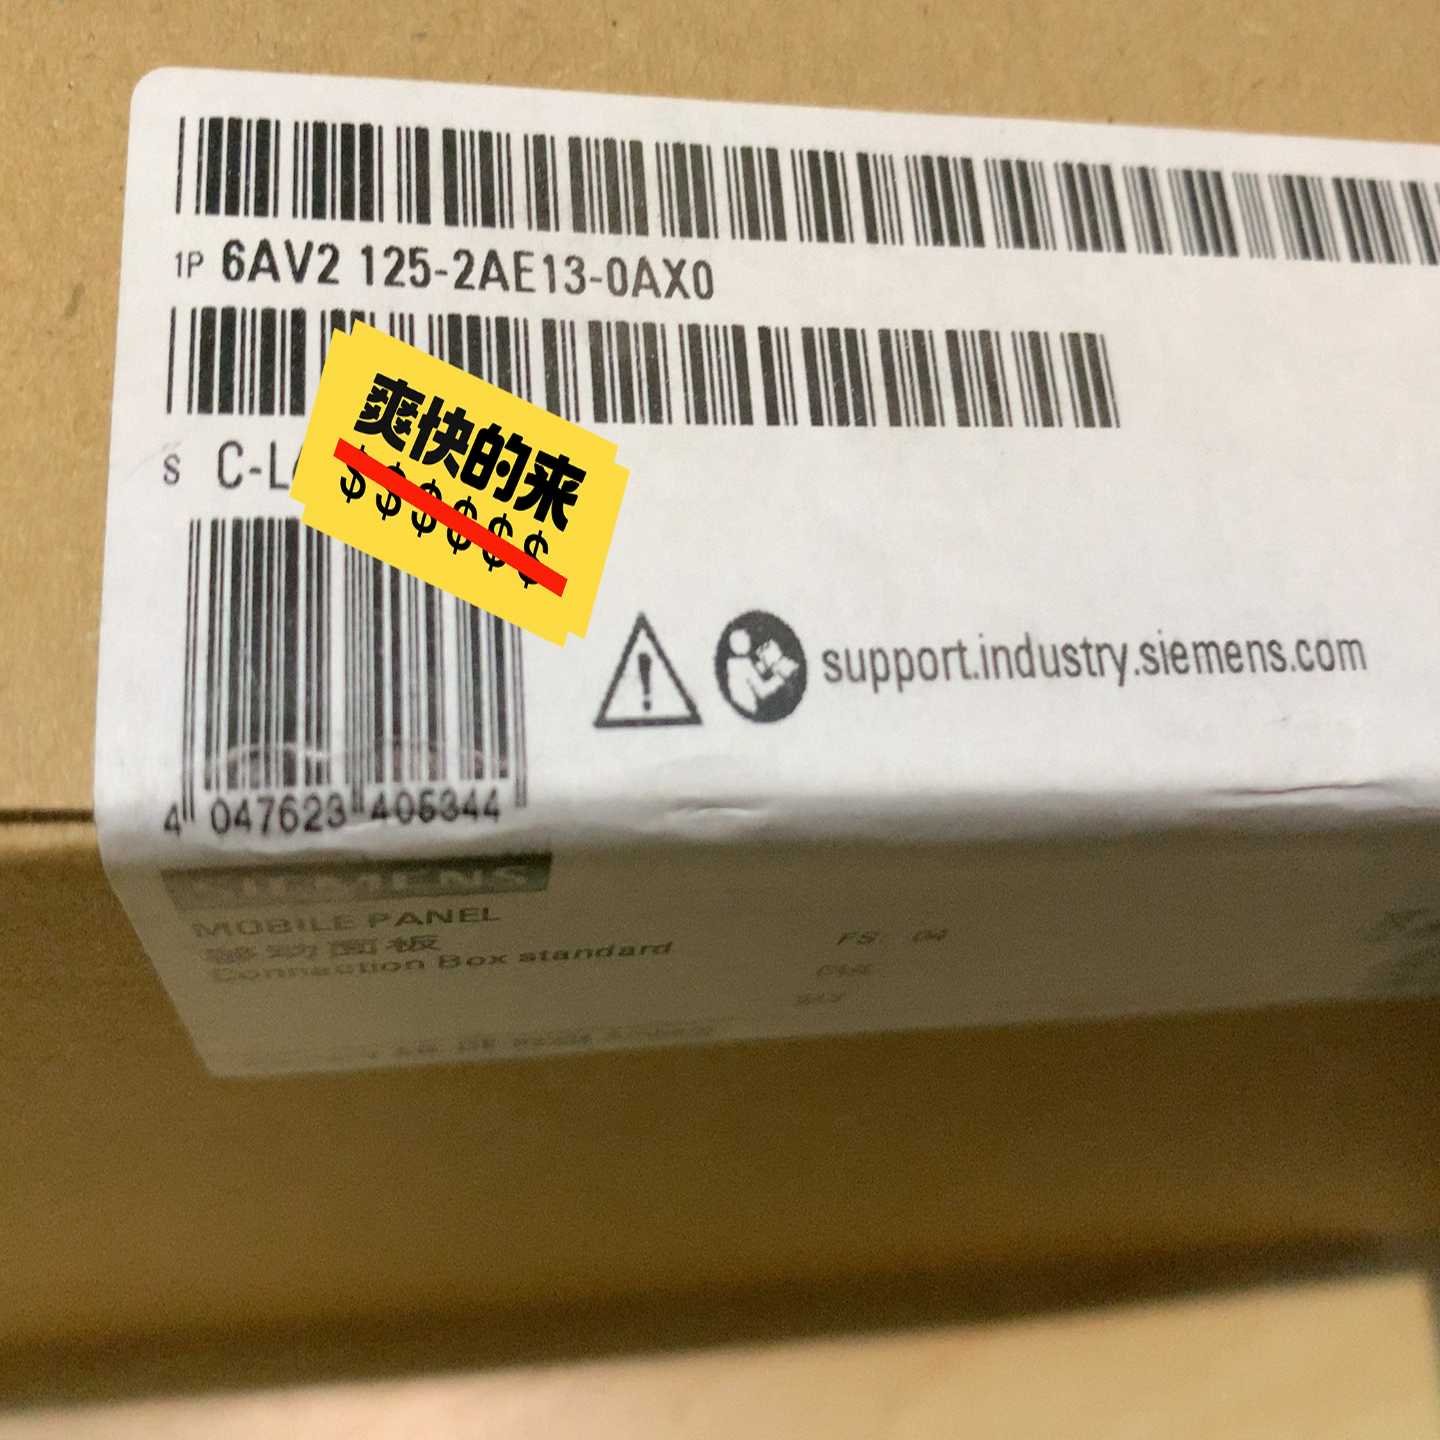 1P 6AV2 125-2AE13-0AX0
S C-L
爽快的来
$$$$$$
support.industry.siemens.com
4 047623 405344
SIEMENS
MOBILE PANEL
移动面板
Connection Box standard
FS: 04